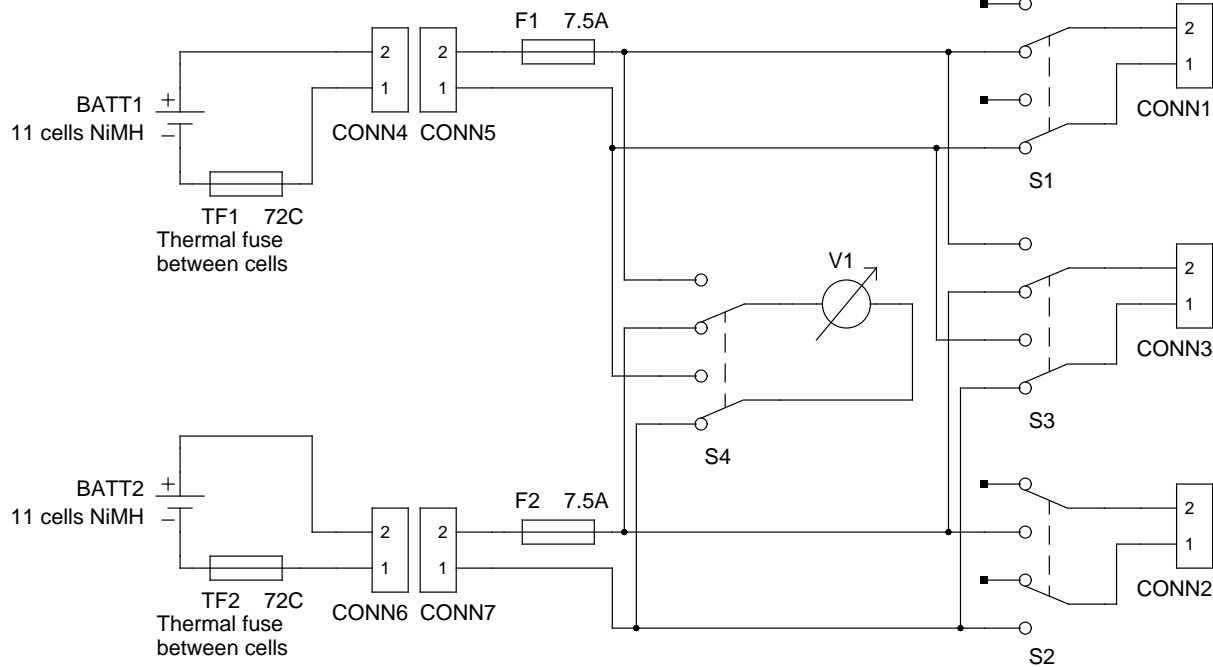 F1 7.5A
2
2
2
2
1
1
1
1
BATT1
+
11 cells NiMH
–
CONN4 CONN5
CONN1
S1
TF1 72C
Thermal fuse
between cells
V1
2
1
CONN3
S3
S4
BATT2
+
11 cells NiMH
–
F2 7.5A
2
2
2
1
1
1
TF2 72C
CONN6 CONN7
CONN2
Thermal fuse
between cells
S2